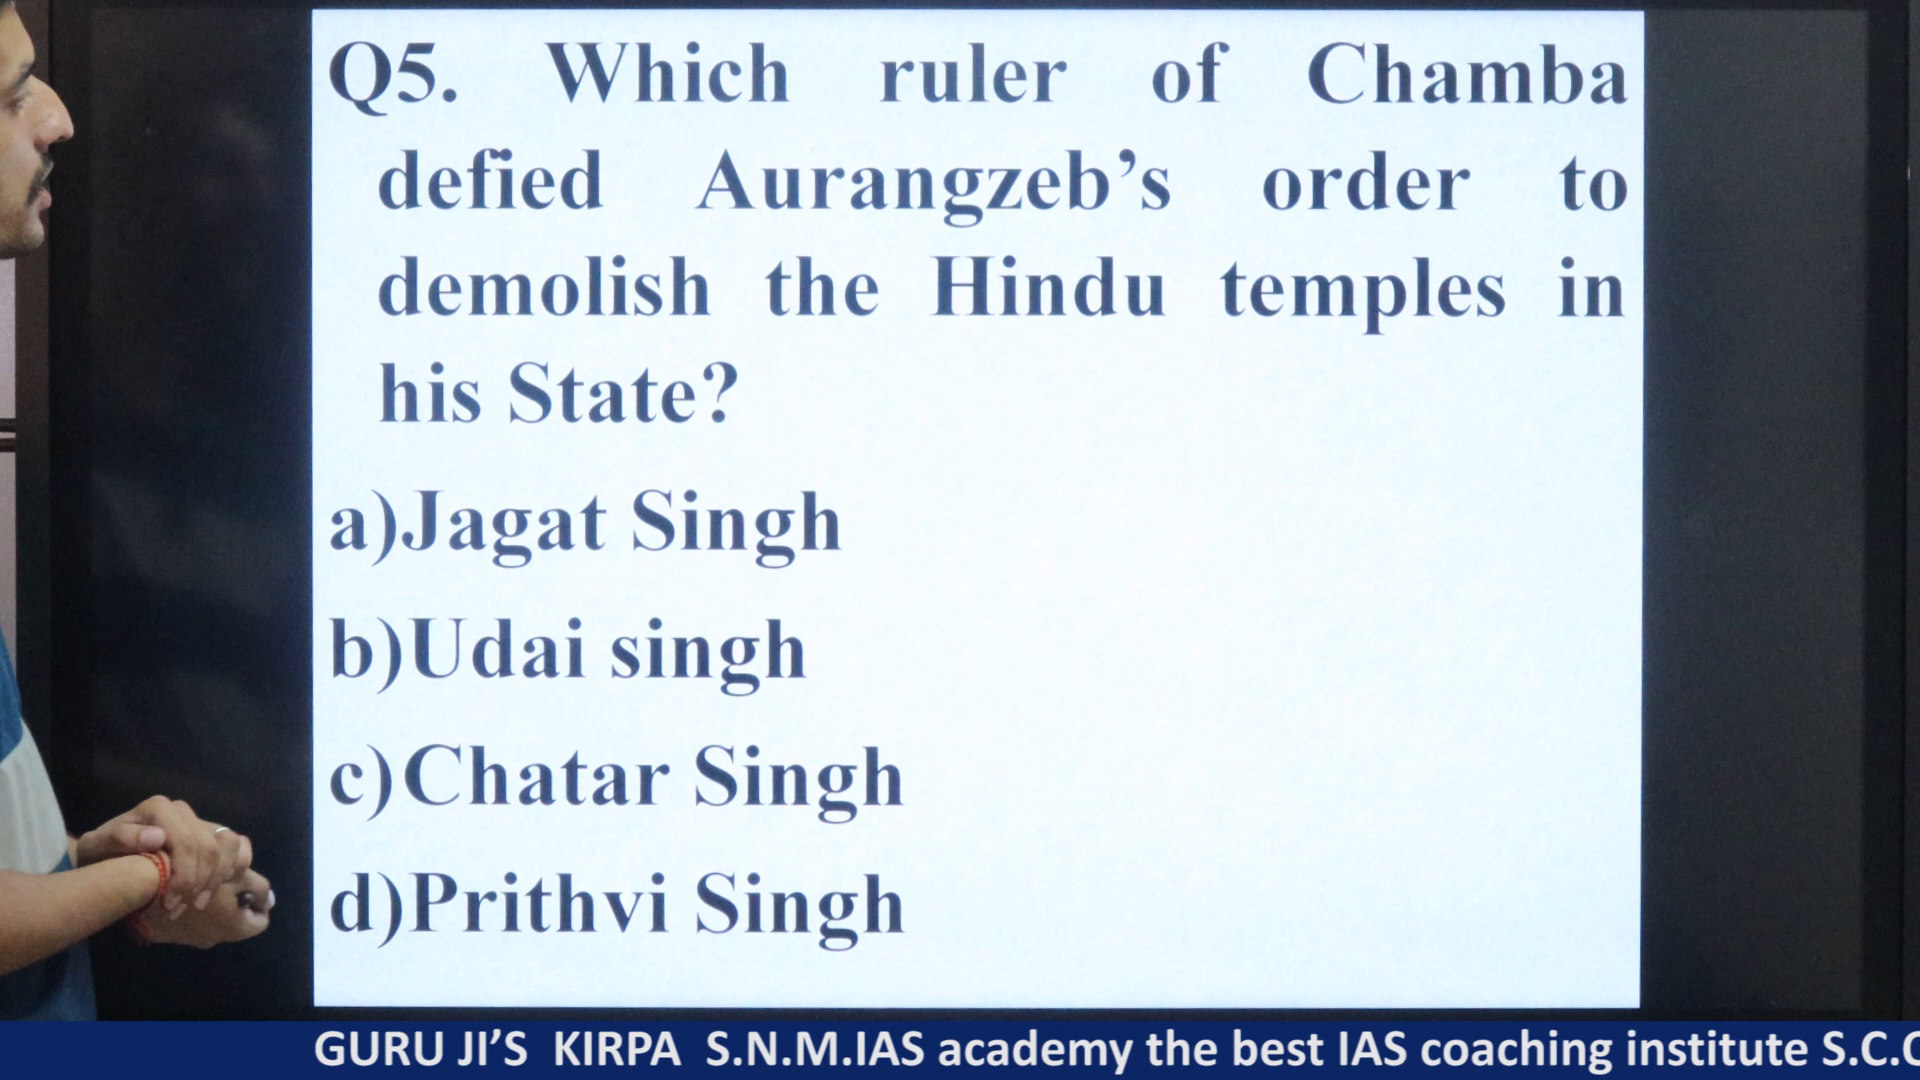 Q5. Which ruler of Chamba
defied Aurangzeb’s order to
demolish the Hindu temples in
his State?
a)Jagat Singh
b)Udai singh
c)Chatar Singh
d)Prithvi Singh
GURU JI’S KIRPA S.N.M.IAS academy the best IAS coaching institute